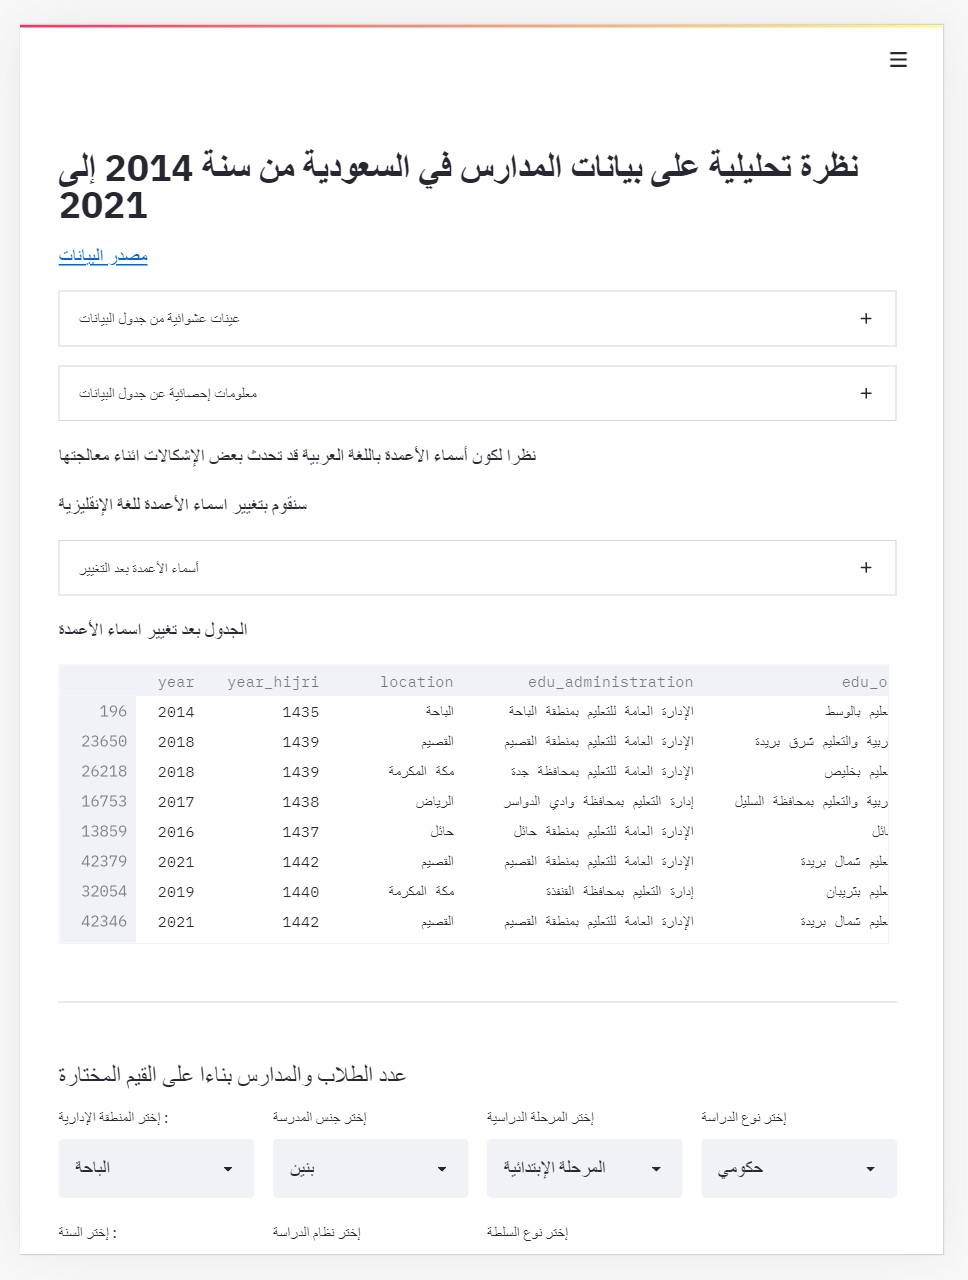 نظرة تحليلية على بيانات المدارس في السعودية من سنة 2014 إلى
2021
مصدر البيانات
عينات عشوائية من جدول البيانات
معلومات إحصائية عن جدول البيانات
نظرا لكون أسماء الأعمدة باللغة العربية قد تحدث بعض الإشكالات اثناء معالجتها
سنقوم بتغيير اسماء الأعمدة للغة الإنقليزية
أسماء الأعمدة بعد التغيير
الجدول بعد تغيير اسماء الأعمدة
year year_hijri location edu_administration edu_o
196 2014 1435 الباحة الإدارة العامة للتعليم بمنطقة الباحة عليم بالوسط
23650 2018 1439 القصيم الإدارة العامة للتعليم بمنطقة القصيم ربية والتعليم شرق بريدة
26218 2018 1439 مكة المكرمة الإدارة العامة للتعليم بمحافظة جدة عليم بخليص
16753 2017 1438 الرياض إدارة التعليم بمحافظة وادي الدواسر ربية والتعليم بمحافظة السليل
13859 2016 1437 حائل الإدارة العامة للتعليم بمنطقة حائل ائل
42379 2021 1442 القصيم الإدارة العامة للتعليم بمنطقة القصيم عليم شمال بريدة
32054 2019 1440 مكة المكرمة إدارة التعليم بمحافظة القنفذة عليم بثريبان
42346 2021 1442 القصيم الإدارة العامة للتعليم بمنطقة القصيم عليم شمال بريدة
عدد الطلاب والمدارس بناءا على القيم المختارة
إختر المنطقة الإدارية : إختر جنس المدرسة إختر المرحلة الدراسية إختر نوع الدراسة
الباحة بنين المرحلة الإبتدائية حكومي
إختر السنة : إختر نظام الدراسة إختر نوع السلطة